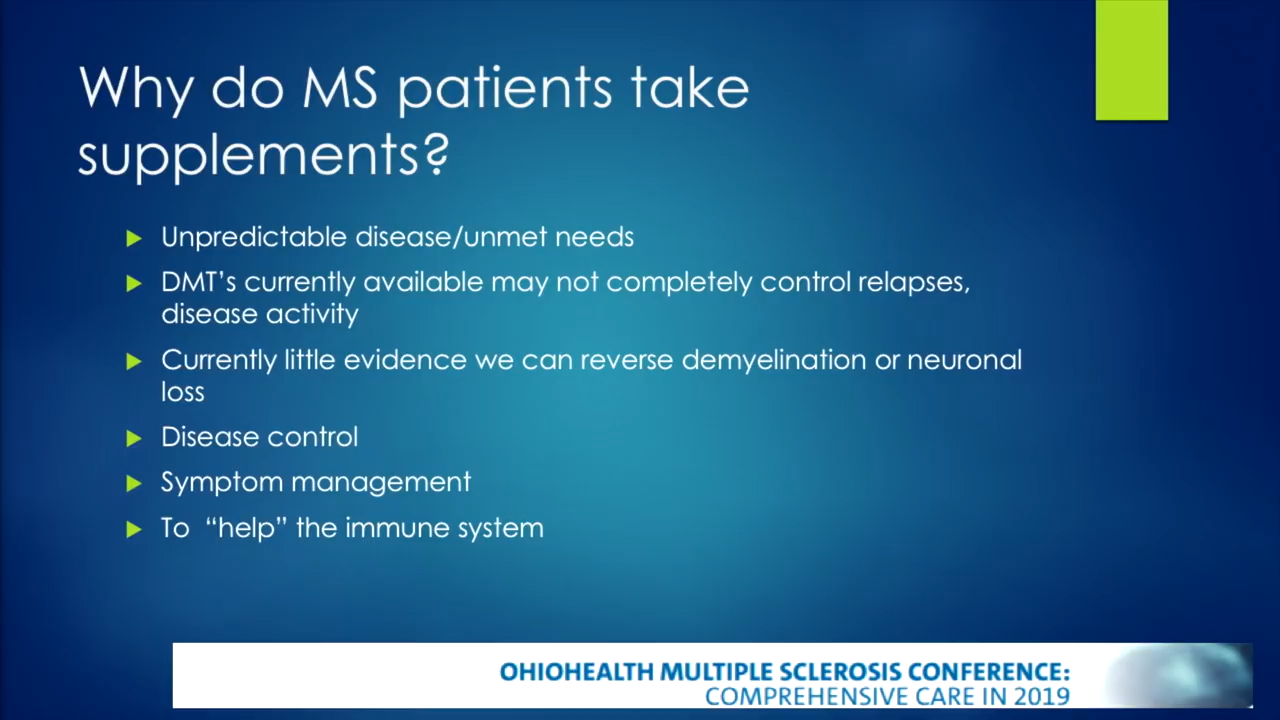 Why do MS patients take
supplements?
Unpredictable disease/unmet needs
DMT’s currently available may not completely control relapses,
disease activity
Currently little evidence we can reverse demyelination or neuronal
loss
Disease control
Symptom management
To “help” the immune system
OHIOHEALTH MULTIPLE SCLEROSIS CONFERENCE:
COMPREHENSIVE CARE IN 2019